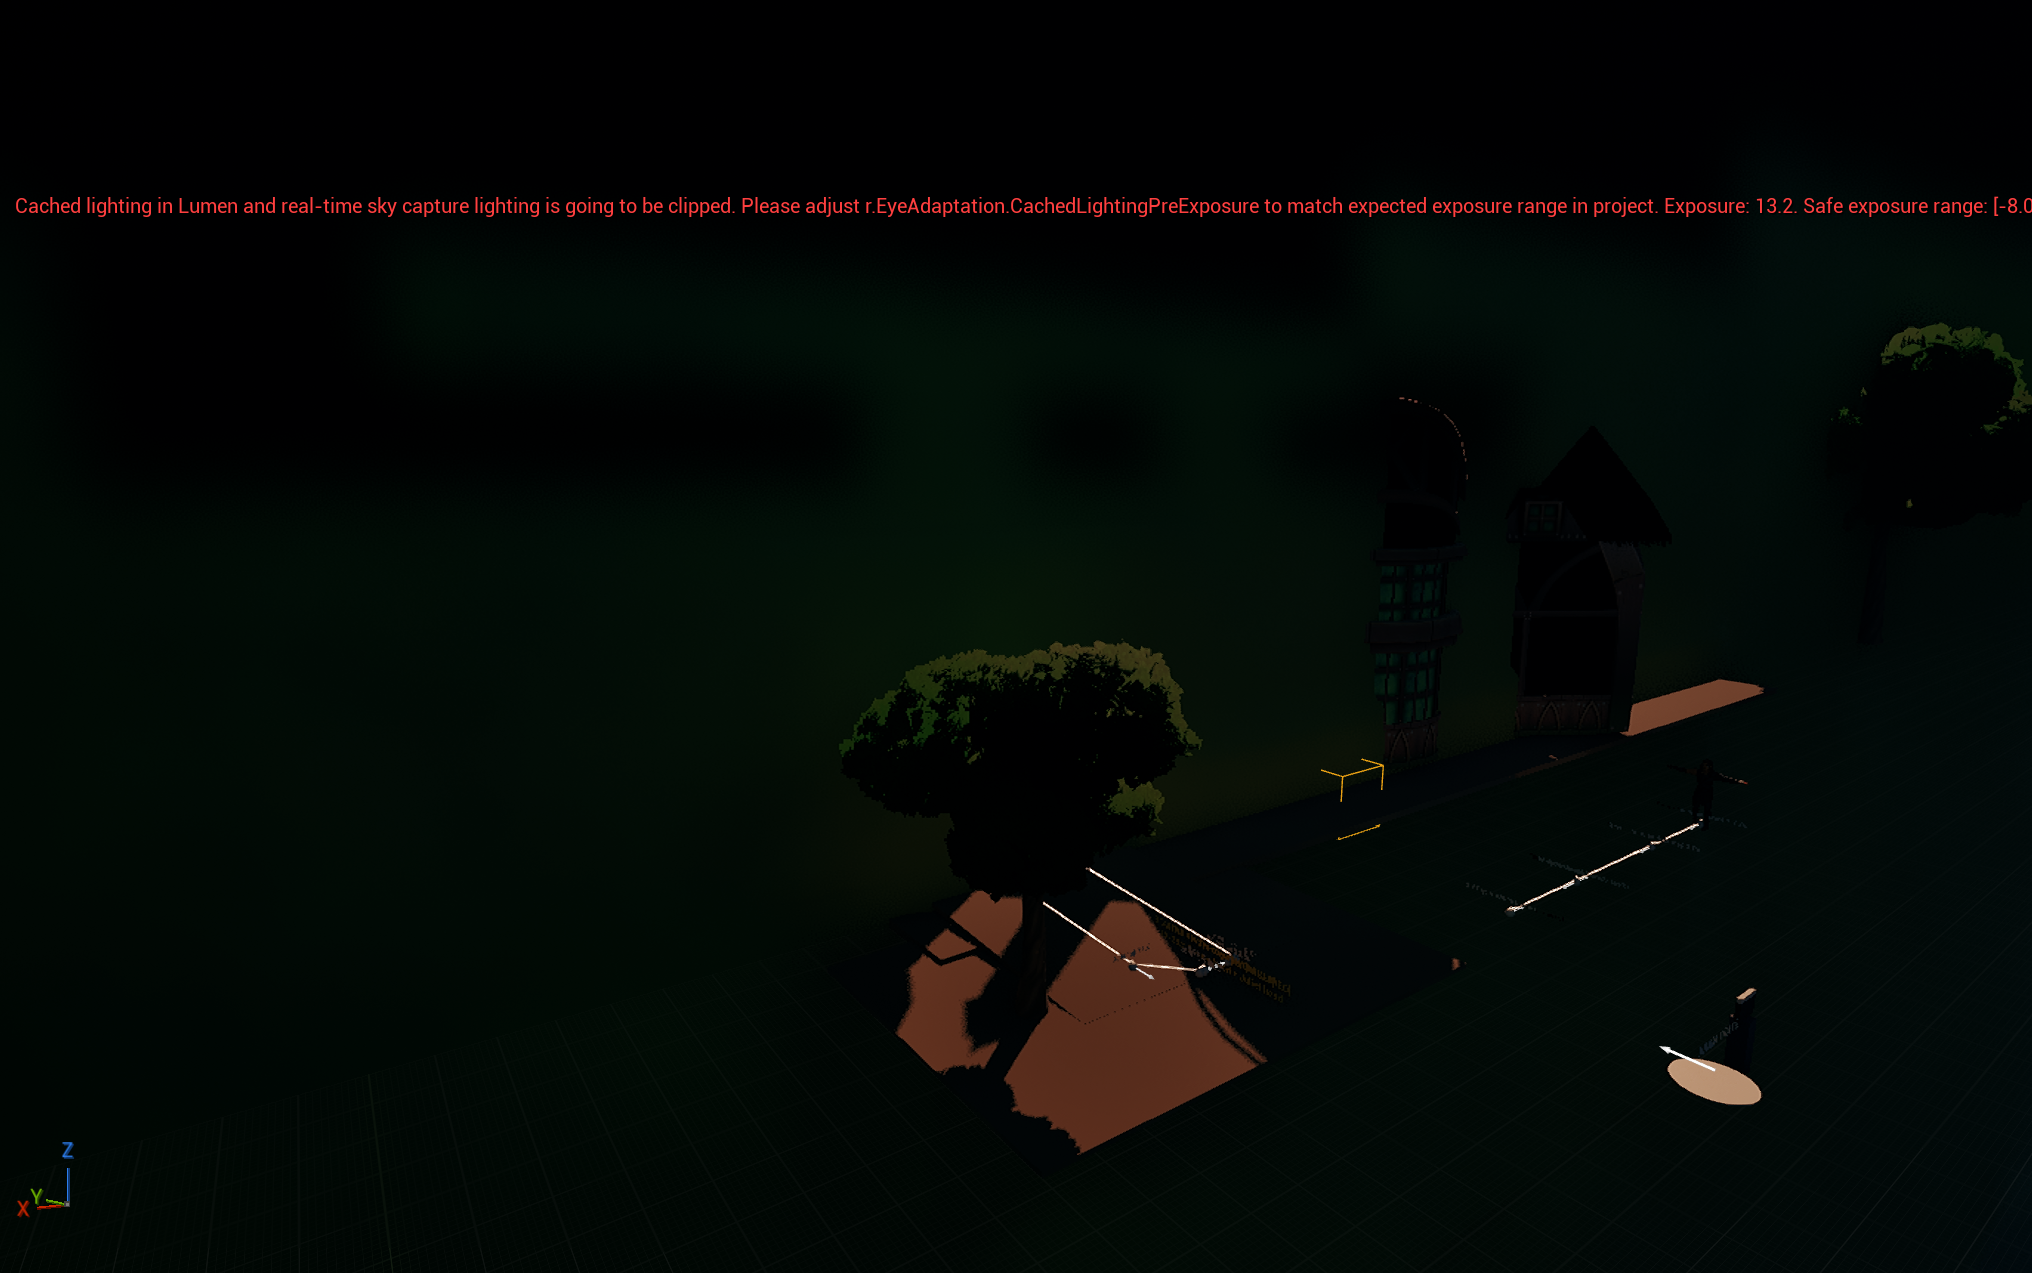 Cached lighting in Lumen and real-time sky capture lighting is going to be clipped. Please adjust r.EyeAdaptation.CachedLightingPreExposure to match expected exposure range in project. Exposure: 13.2. Safe exposure range: [-8.0
Z
Y
X